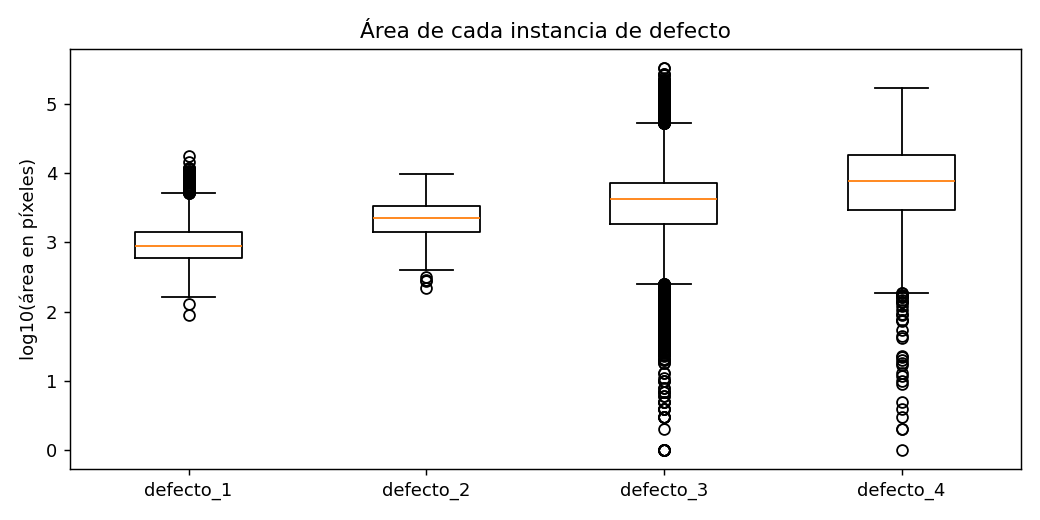 Área de cada instancia de defecto
log10(área en píxeles)
5
4
3
2
1
0
defecto_1 defecto_2 defecto_3 defecto_4